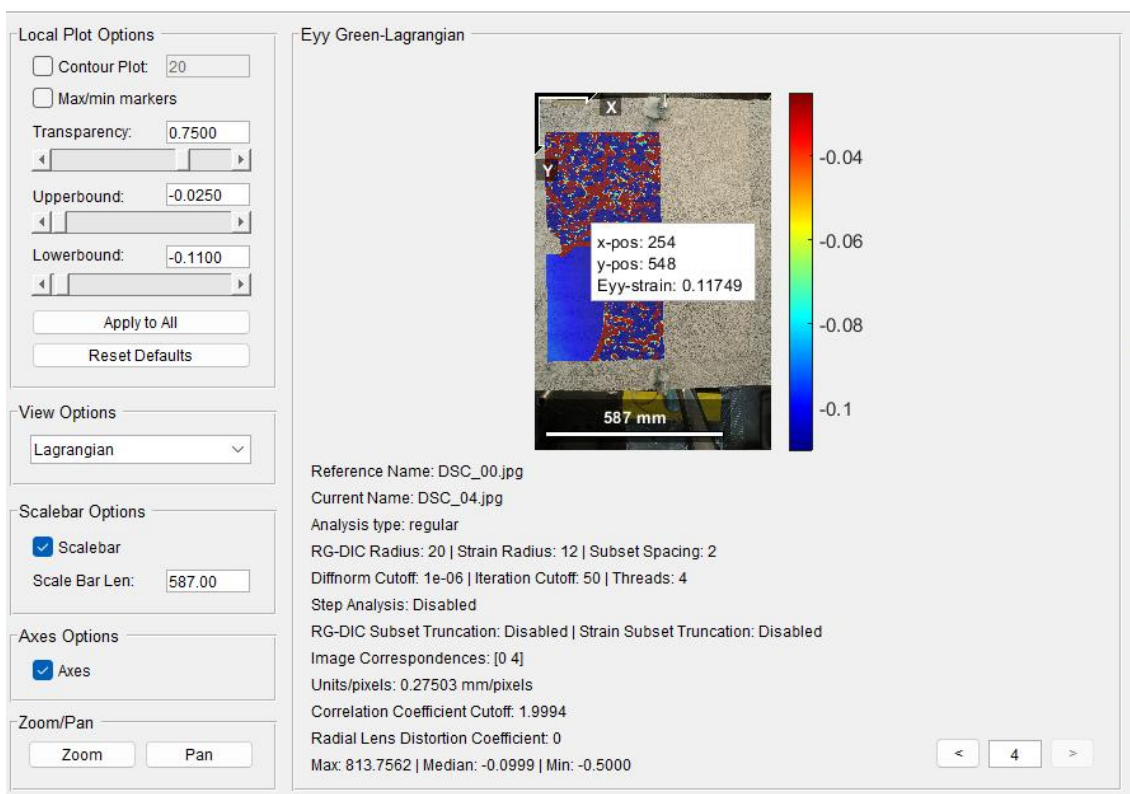 Local Plot Options
Contour Plot: 20
Max/min markers
Transparency: 0.7500
Upperbound: -0.0250
Lowerbound: -0.1100
Apply to All
Reset Defaults
View Options
Lagrangian
Scalebar Options
Scalebar
Scale Bar Len: 587.00
Axes Options
Axes
Zoom/Pan
Zoom Pan
Eyy Green-Lagrangian
X
Y
x-pos: 254
y-pos: 548
Eyy-strain: 0.11749
587 mm
-0.04
-0.06
-0.08
-0.1
Reference Name: DSC_00.jpg
Current Name: DSC_04.jpg
Analysis type: regular
RG-DIC Radius: 20 | Strain Radius: 12 | Subset Spacing: 2
Diffnorm Cutoff: 1e-06 | Iteration Cutoff: 50 | Threads: 4
Step Analysis: Disabled
RG-DIC Subset Truncation: Disabled | Strain Subset Truncation: Disabled
Image Correspondences: [0 4]
Units/pixels: 0.27503 mm/pixels
Correlation Coefficient Cutoff: 1.9994
Radial Lens Distortion Coefficient: 0
Max: 813.7562 | Median: -0.0999 | Min: -0.5000
< 4 >